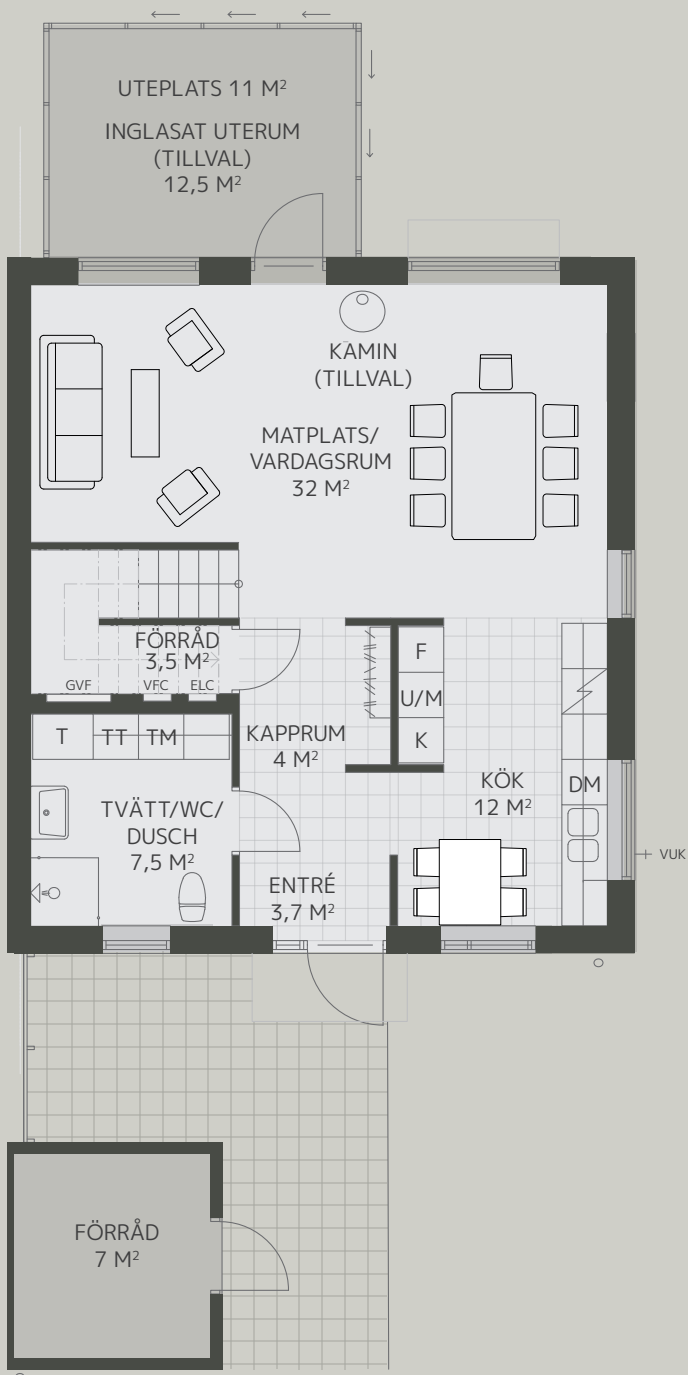 UTEPLATS 11 M²
INGLASAT UTERUM
(TILLVAL)
12,5 M²
KAMIN
(TILLVAL)
MATPLATS/
VARDAGSRUM
32 M²
FÖRRÅD
3,5 M²
GVF
VFC
ELC
F
U/M
K
KAPPRUM
4 M²
T
TT
TM
KÖK
12 M²
DM
TVÄTT/WC/
DUSCH
7,5 M²
VUK
ENTRÉ
3,7 M²
FÖRRÅD
7 M²